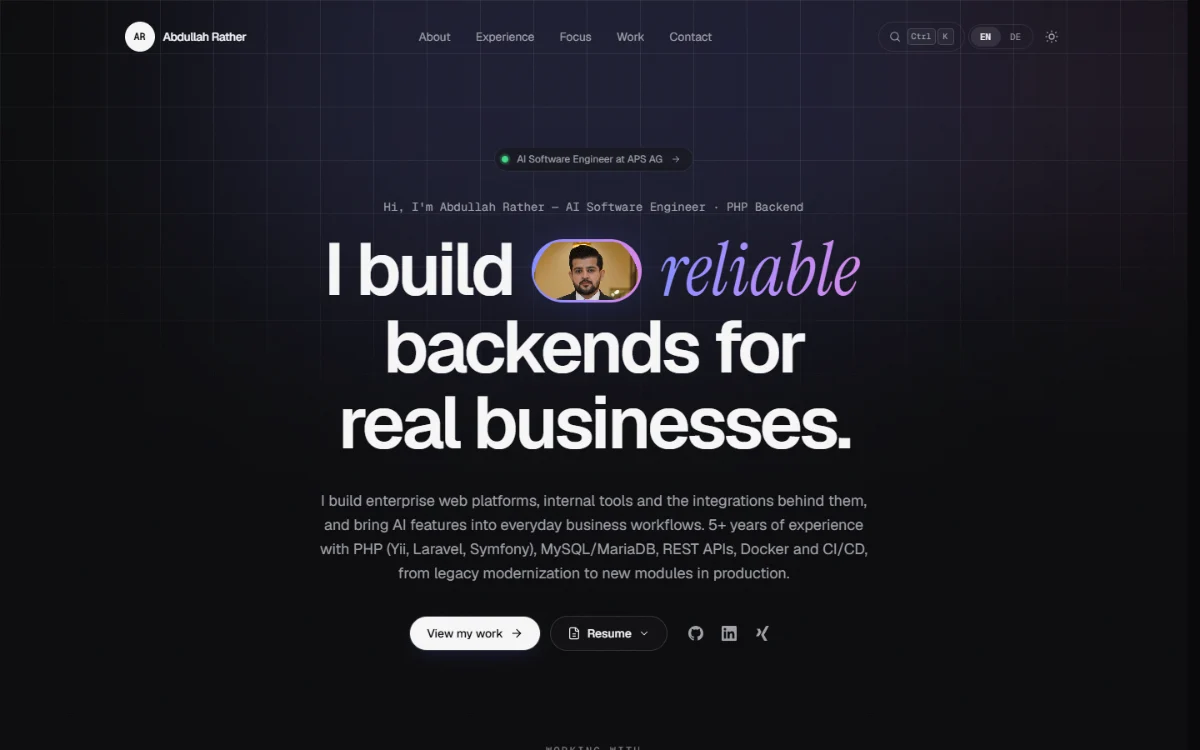 AR Abdullah Rather
About Experience Focus Work Contact
Ctrl K EN DE
AI Software Engineer at APS AG →
Hi, I'm Abdullah Rather — AI Software Engineer · PHP Backend
I build reliable
backends for
real businesses.
I build enterprise web platforms, internal tools and the integrations behind them,
and bring AI features into everyday business workflows. 5+ years of experience
with PHP (Yii, Laravel, Symfony), MySQL/MariaDB, REST APIs, Docker and CI/CD,
from legacy modernization to new modules in production.
View my work → Resume
WORKING WITH